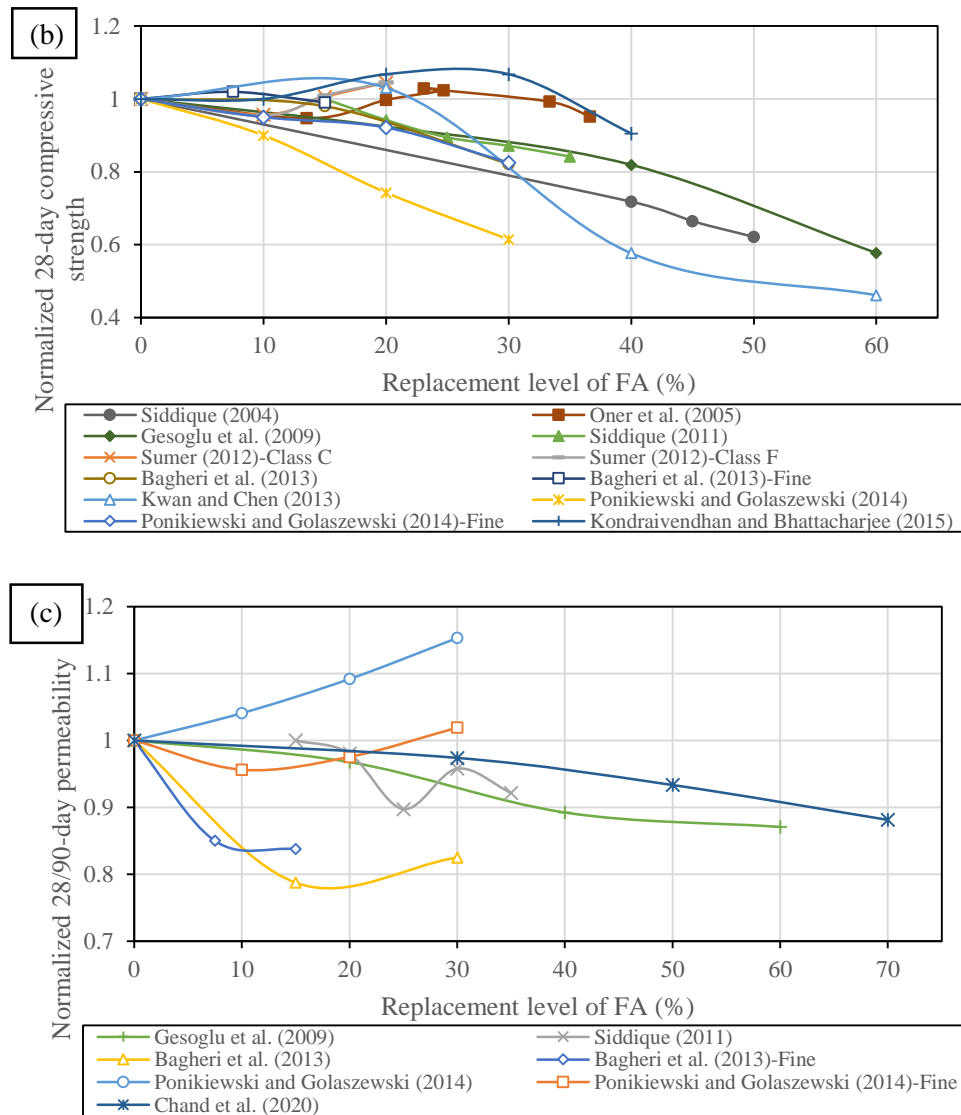 (b)
Normalized 28-day compressive
strength
1.2
1
0.8
0.6
0.4
0 10 20 30 40 50 60
Replacement level of FA (%)
Siddique (2004) Oner et al. (2005)
Gesoglu et al. (2009) Siddique (2011)
Sumer (2012)-Class C Sumer (2012)-Class F
Bagheri et al. (2013) Bagheri et al. (2013)-Fine
Kwan and Chen (2013) Ponikiewski and Golaszewski (2014)
Ponikiewski and Golaszewski (2014)-Fine Kondraivendhan and Bhattacharjee (2015)
(c)
Normalized 28/90-day permeability
1.2
1.1
1
0.9
0.8
0.7
0 10 20 30 40 50 60 70
Replacement level of FA (%)
Gesoglu et al. (2009) Siddique (2011)
Bagheri et al. (2013) Bagheri et al. (2013)-Fine
Ponikiewski and Golaszewski (2014) Ponikiewski and Golaszewski (2014)-Fine
Chand et al. (2020)